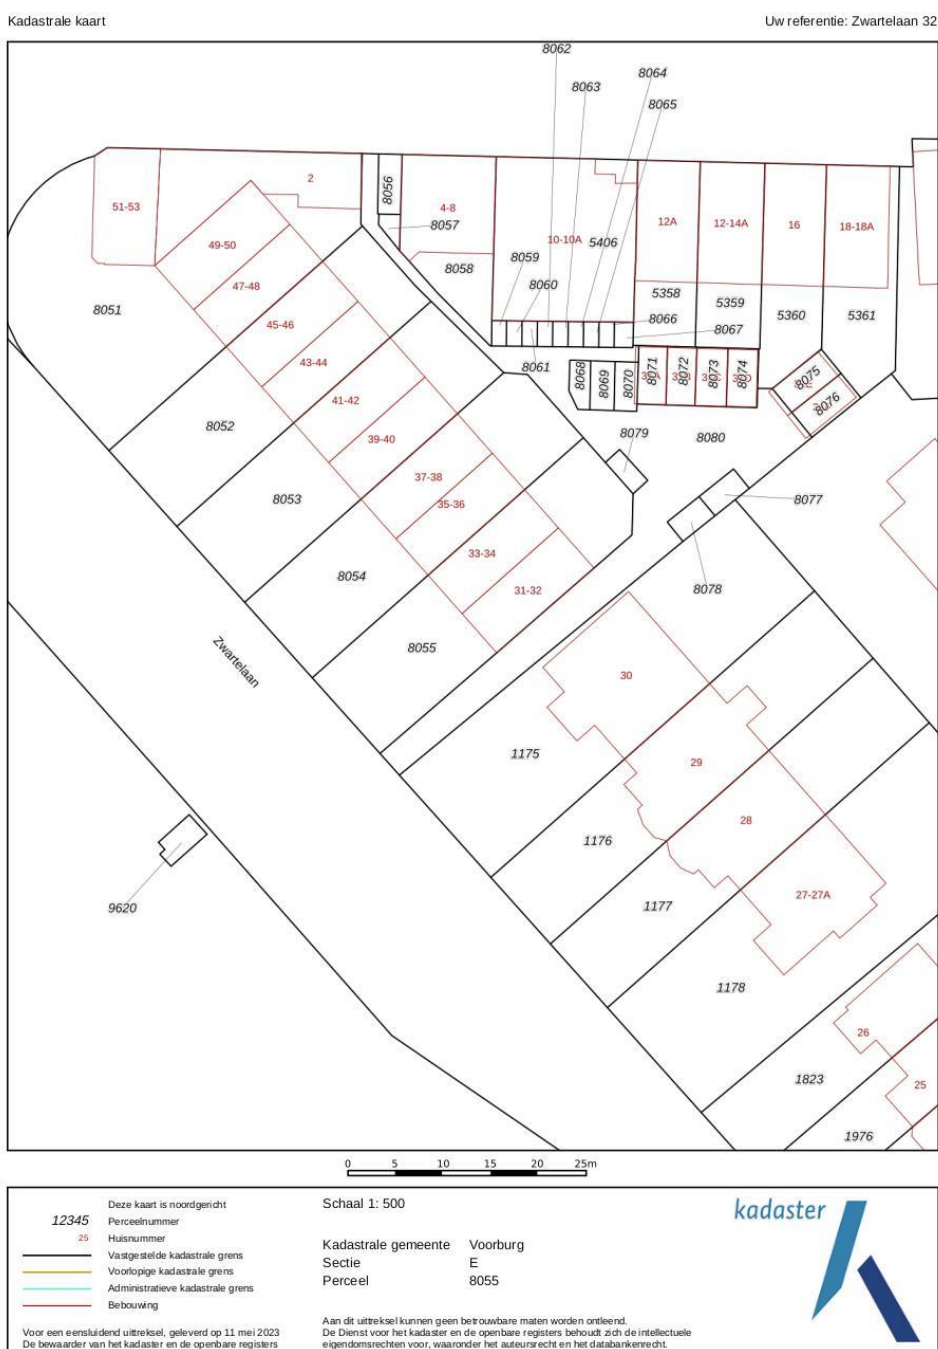 Kadastrale kaart
Uw referentie: Zwartelaan 32
8062
8064
8063
8065
2
8056
51-53
4-8
12A
12-14A
16
18-18A
8057
49-50
10-10A
5406
8059
8058
47-48
8060
5358
5359
8051
5360
5361
45-46
8066
8067
43-44
8061
8068
8069
8070
8071
8072
8073
8074
8075
8076
41-42
8052
39-40
8079
8080
37-38
8053
35-36
8077
33-34
8054
31-32
8078
8055
Zwartelaan
30
1175
29
28
1176
27-27A
1177
9620
1178
26
1823
25
1976
0 5 10 15 20 25m
Deze kaart is noordgericht
12345 Perceelnummer
25 Huisnummer
Vastgestelde kadastrale grens
Voorlopige kadastrale grens
Administratieve kadastrale grens
Bebouwing
Voor een eensluidend uittreksel, geleverd op 11 mei 2023
De bewaarder van het kadaster en de openbare registers
Schaal 1: 500
Kadastrale gemeente Voorburg
Sectie E
Perceel 8055
Aan dit uittreksel kunnen geen betrouwbare maten worden ontleend.
De Dienst voor het kadaster en de openbare registers behoudt zich de intellectuele
eigendomsrechten voor, waaronder het auteursrecht en het databankenrecht.
kadaster